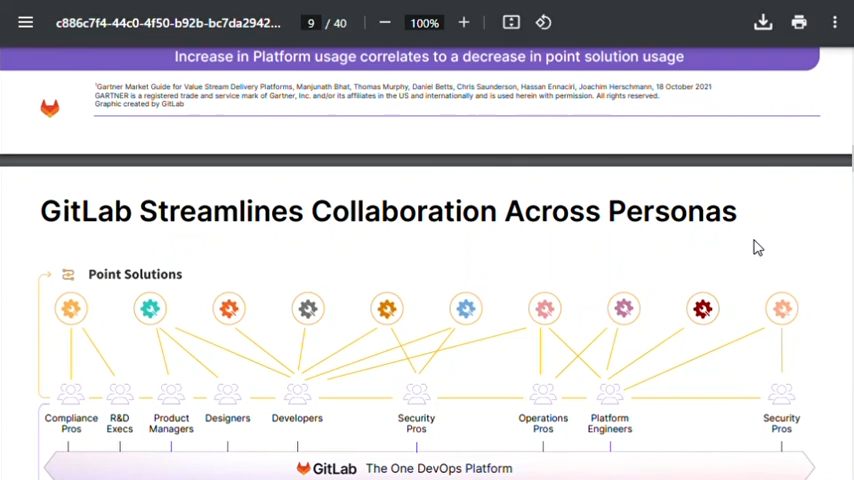 c886c7f4-44c0-4f50-b92b-bc7da2942...
9 / 40
100%
Increase in Platform usage correlates to a decrease in point solution usage
¹Gartner Market Guide for Value Stream Delivery Platforms, Manjunath Bhat, Thomas Murphy, Daniel Betts, Chris Saunderson, Hassan Ennaciri, Joachim Herschmann, 18 October 2021
GARTNER is a registered trade and service mark of Gartner, Inc. and/or its affiliates in the US and internationally and is used herein with permission. All rights reserved.
Graphic created by GitLab
GitLab Streamlines Collaboration Across Personas
Point Solutions
Compliance Pros
R&D Execs
Product Managers
Designers
Developers
Security Pros
Operations Pros
Platform Engineers
Security Pros
GitLab The One DevOps Platform